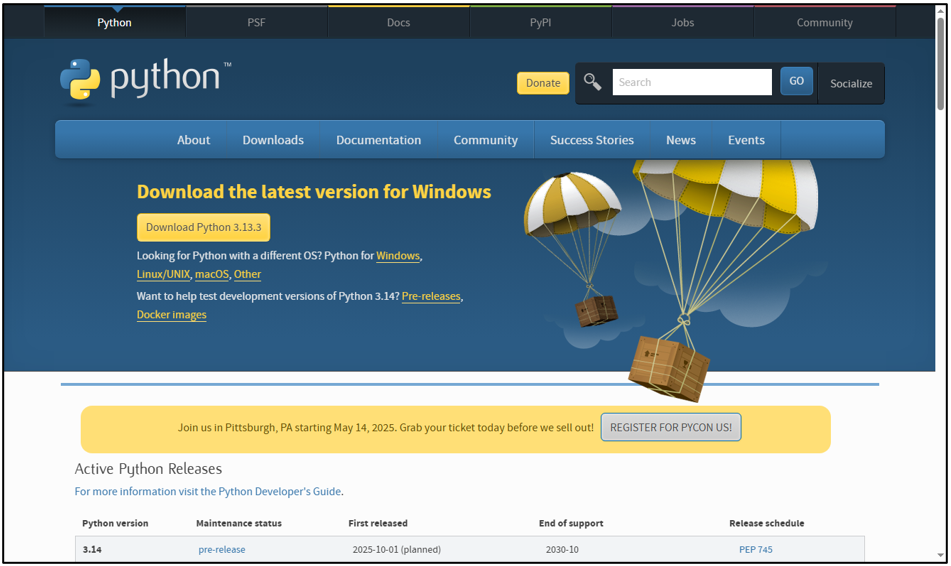 Python PSF Docs PyPI Jobs Community
python™
Donate Search GO Socialize
About Downloads Documentation Community Success Stories News Events
Download the latest version for Windows
Download Python 3.13.3
Looking for Python with a different OS? Python for Windows,
Linux/UNIX, macOS, Other
Want to help test development versions of Python 3.14? Pre-releases,
Docker images
Join us in Pittsburgh, PA starting May 14, 2025. Grab your ticket today before we sell out! REGISTER FOR PYCON US!
Active Python Releases
For more information visit the Python Developer's Guide.
Python version Maintenance status First released End of support Release schedule
3.14 pre-release 2025-10-01 (planned) 2030-10 PEP 745